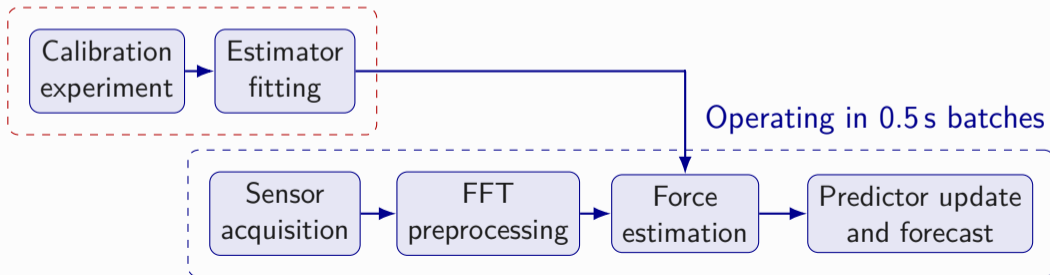 Calibration
experiment
Estimator
fitting
Operating in 0.5 s batches
Sensor
acquisition
FFT
preprocessing
Force
estimation
Predictor update
and forecast